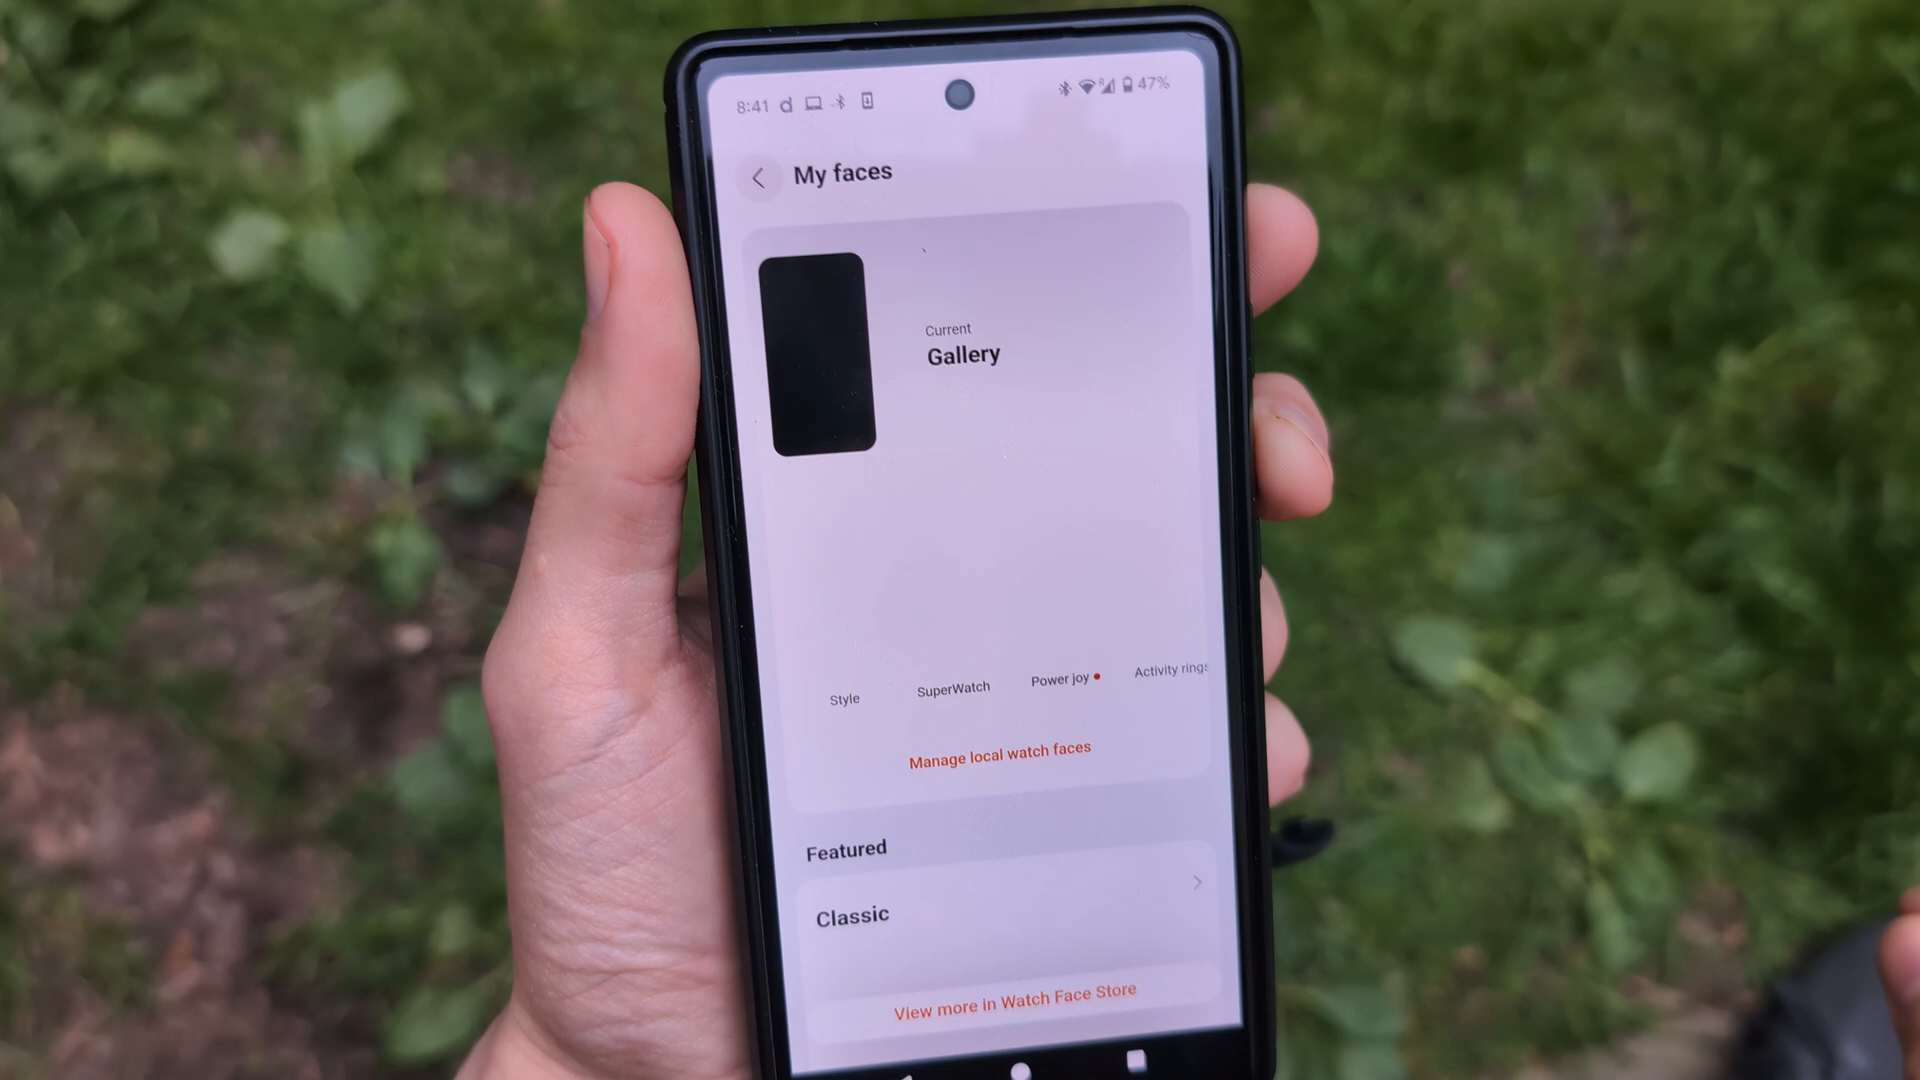 8:41 d 47%
My faces
Current
Gallery
Style SuperWatch Power joy Activity rings
Manage local watch faces
Featured
Classic
View more in Watch Face Store